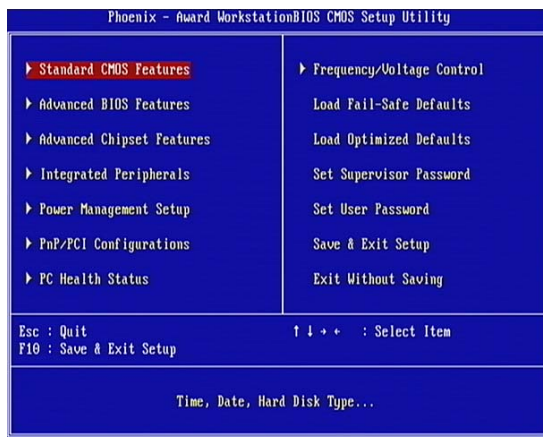 Phoenix - Award WorkstationBIOS CMOS Setup Utility
Standard CMOS Features
Advanced BIOS Features
Advanced Chipset Features
Integrated Peripherals
Power Management Setup
PnP/PCI Configurations
PC Health Status
Frequency/Voltage Control
Load Fail-Safe Defaults
Load Optimized Defaults
Set Supervisor Password
Set User Password
Save & Exit Setup
Exit Without Saving
Esc : Quit
F10 : Save & Exit Setup
↑ ↓ → ← : Select Item
Time, Date, Hard Disk Type...